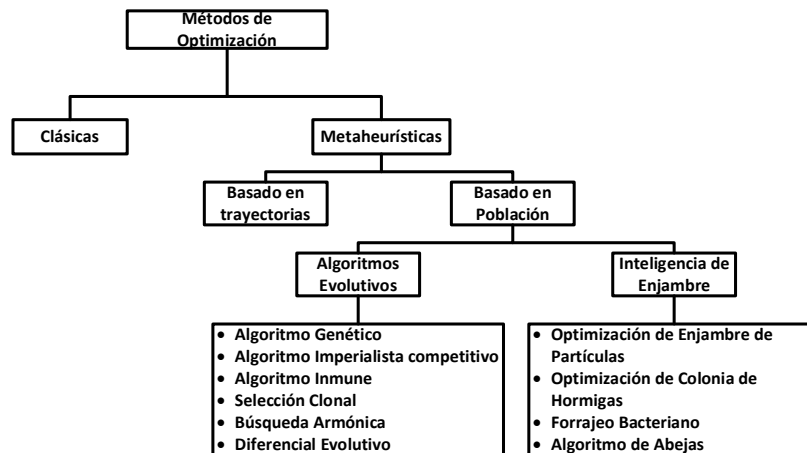 Métodos de
Optimización
Clásicas
Metaheurísticas
Basado en
trayectorias
Basado en
Población
Algoritmos
Evolutivos
Inteligencia de
Enjambre
• Algoritmo Genético
• Algoritmo Imperialista competitivo
• Algoritmo Inmune
• Selección Clonal
• Búsqueda Armónica
• Diferencial Evolutivo
• Optimización de Enjambre de
Partículas
• Optimización de Colonia de
Hormigas
• Forrajeo Bacteriano
• Algoritmo de Abejas